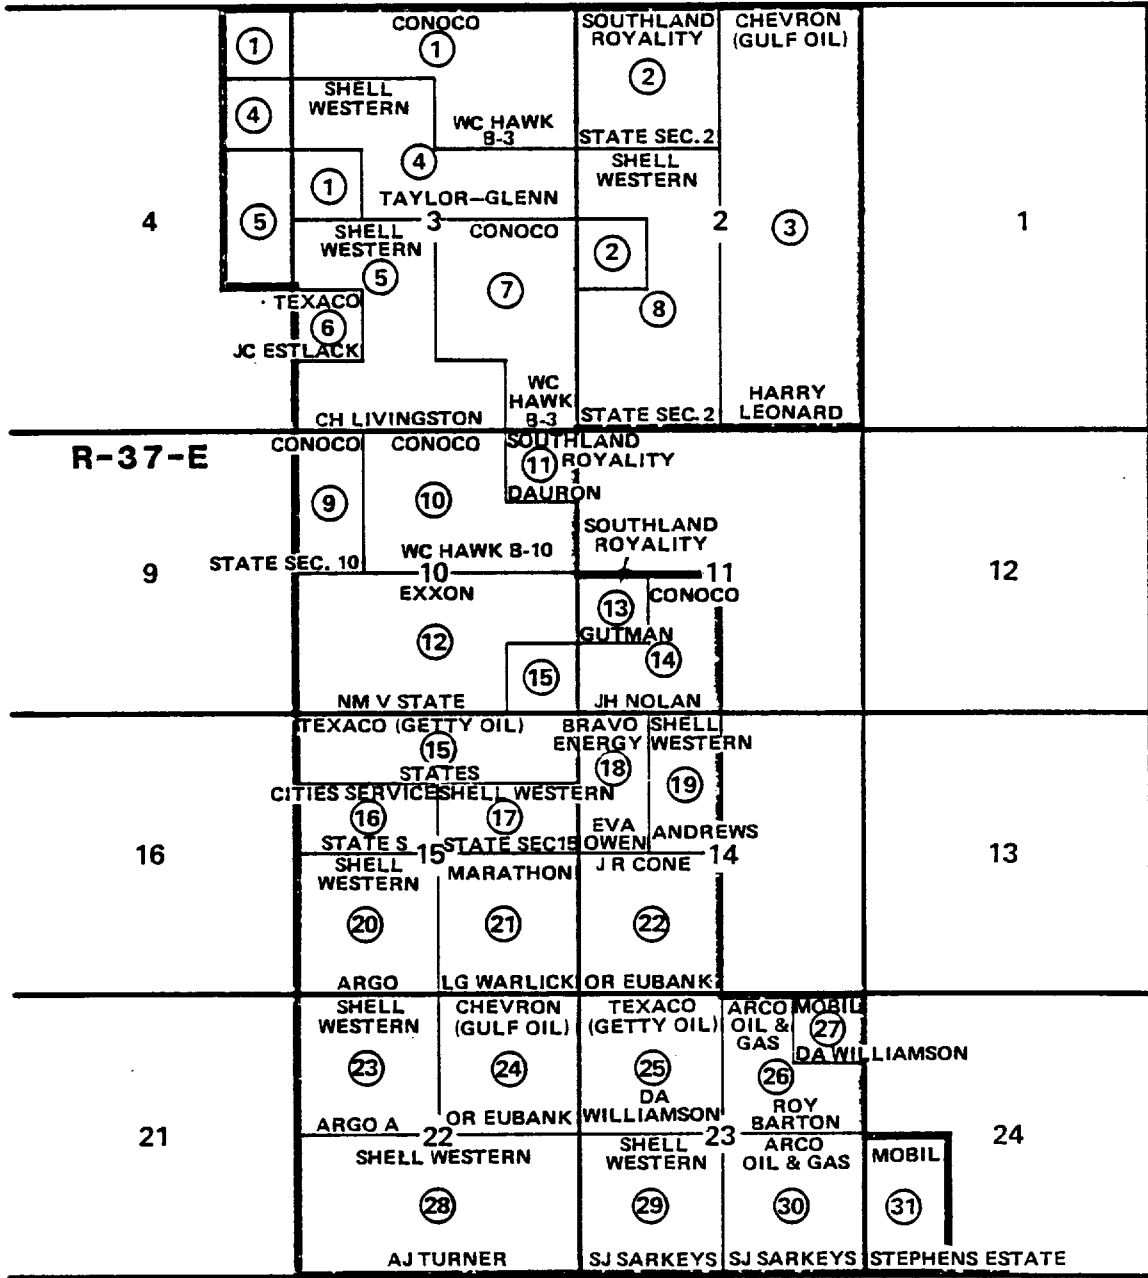 CONOCO
SOUTHLAND
ROYALITY
CHEVRON
(GULF OIL)
1
1
2
SHELL
WESTERN
4
WC HAWK
B-3
STATE SEC. 2
SHELL
WESTERN
4
1
TAYLOR-GLENN
4
5
3
2
3
1
SHELL
WESTERN
CONOCO
2
5
7
8
TEXACO
6
JC ESTLACK
WC
HAWK
B-3
HARRY
LEONARD
CH LIVINGSTON
STATE SEC. 2
R-37-E
CONOCO
CONOCO
SOUTHLAND
ROYALITY
11
DAURON
9
10
SOUTHLAND
ROYALITY
WC HAWK B-10
STATE SEC. 10
9
10
11
12
EXXON
CONOCO
13
GUTMAN
12
14
15
NM V STATE
JH NOLAN
TEXACO (GETTY OIL)
BRAVO
ENERGY
SHELL
WESTERN
15
STATES
18
19
CITIES SERVICE
SHELL WESTERN
16
17
EVA
OWEN
ANDREWS
STATE S
STATE SEC15
16
15
14
13
SHELL
WESTERN
MARATHON
J R CONE
20
21
22
ARGO
LG WARLICK
OR EUBANK
SHELL
WESTERN
CHEVRON
(GULF OIL)
TEXACO
(GETTY OIL)
ARCO
OIL &
GAS
MOBIL
27
DA WILLIAMSON
23
24
25
26
DA
WILLIAMSON
ROY
BARTON
ARGO A
OR EUBANK
21
22
23
24
SHELL WESTERN
SHELL
WESTERN
ARCO
OIL & GAS
MOBIL
28
29
30
31
AJ TURNER
SJ SARKEYS
SJ SARKEYS
STEPHENS ESTATE